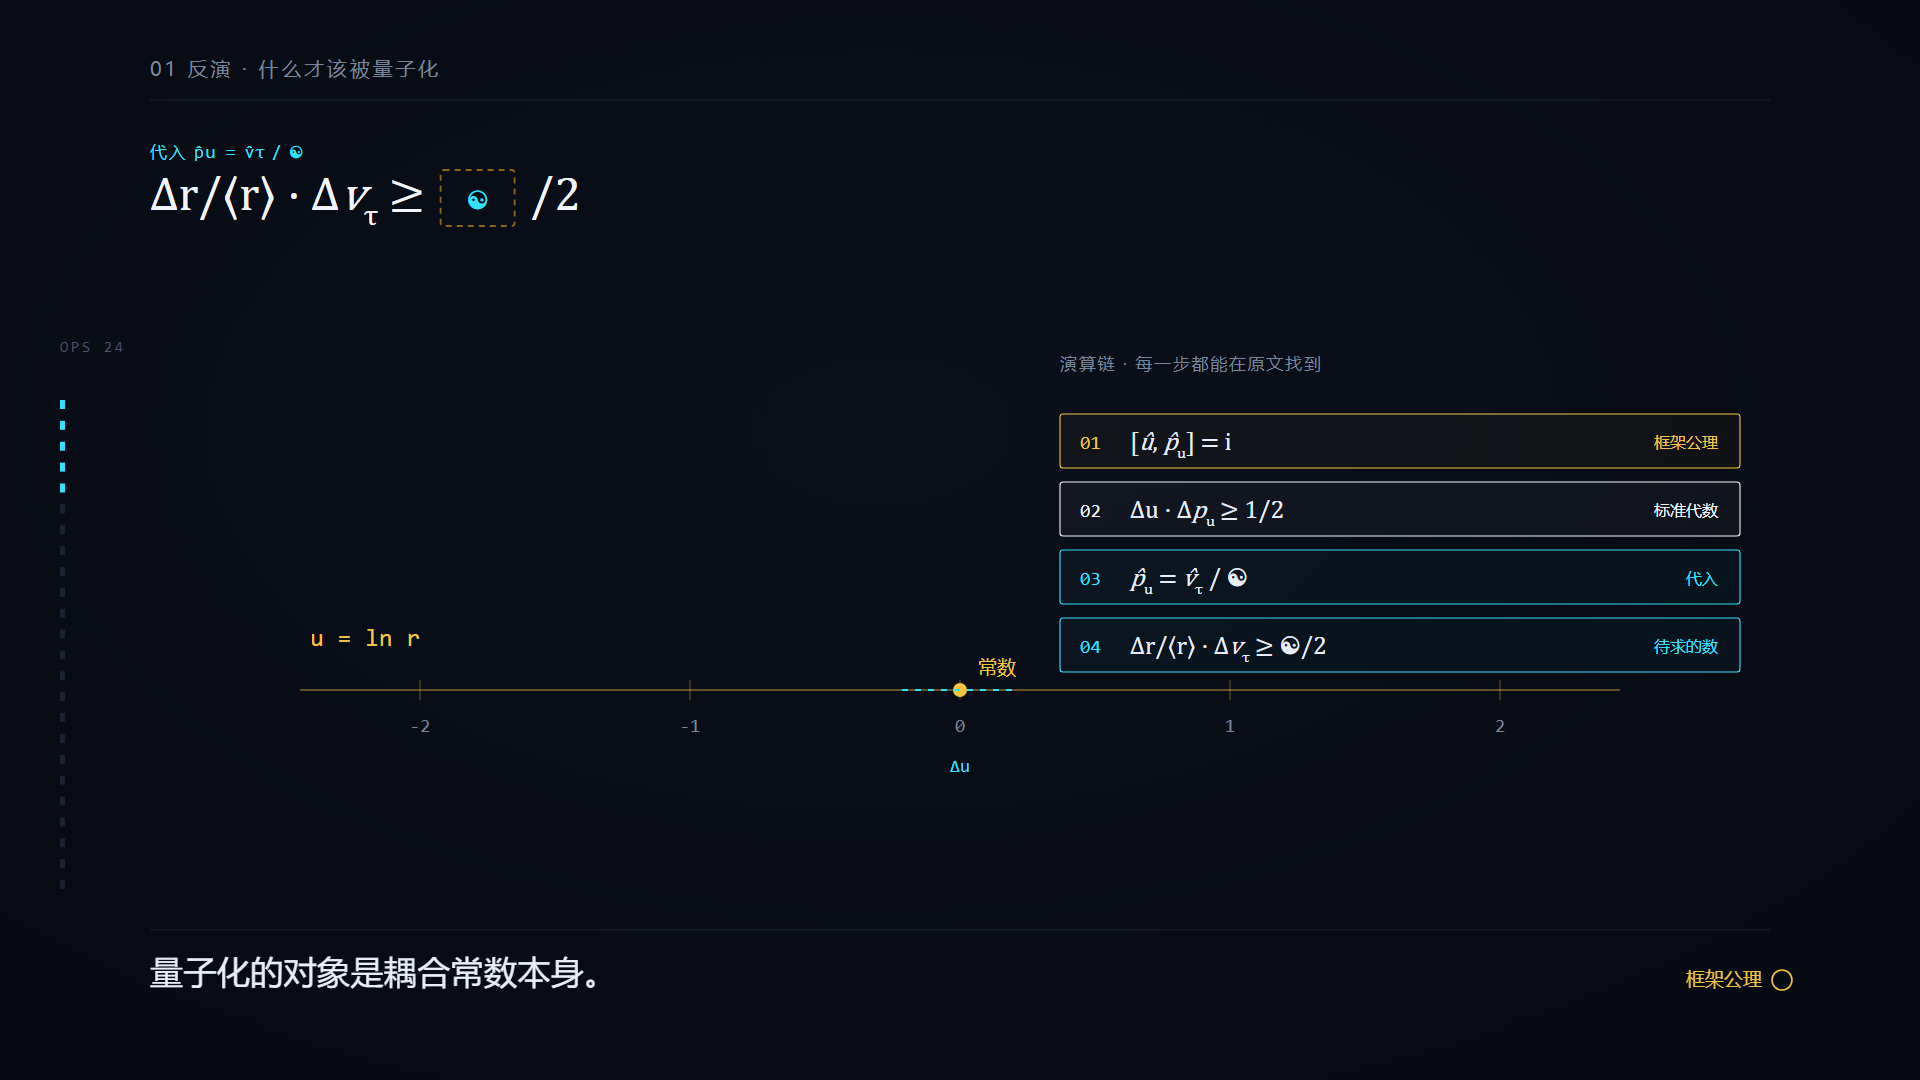 01 反演 · 什么才该被量子化
代入 p̂u = v̂τ / ☯
Δr/⟨r⟩ · Δv_τ ≥ ☯ /2
OPS 24
演算链 · 每一步都能在原文找到
01 [û, p̂_u] = i 框架公理
02 Δu · Δp_u ≥ 1/2 标准代数
03 p̂_u = v̂_τ / ☯ 代入
04 Δr/⟨r⟩ · Δv_τ ≥ ☯/2 待求的数
u = ln r
常数
-2 -1 0 1 2
Δu
量子化的对象是耦合常数本身。
框架公理